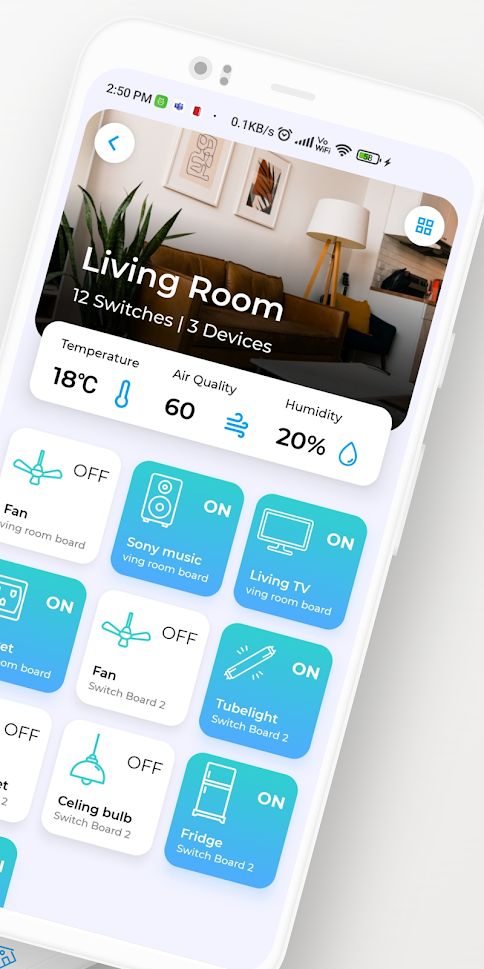 2:50 PM
0.1KB/s
Vo
WiFi
58
Living Room
12 Switches | 3 Devices
Temperature
18°C
Air Quality
60
Humidity
20%
OFF
Fan
ving room board
ON
Sony music
ving room board
ON
Living TV
ving room board
ON
et
om board
OFF
Fan
Switch Board 2
ON
Tubelight
Switch Board 2
OFF
et
2
OFF
Celing bulb
Switch Board 2
ON
Fridge
Switch Board 2
N